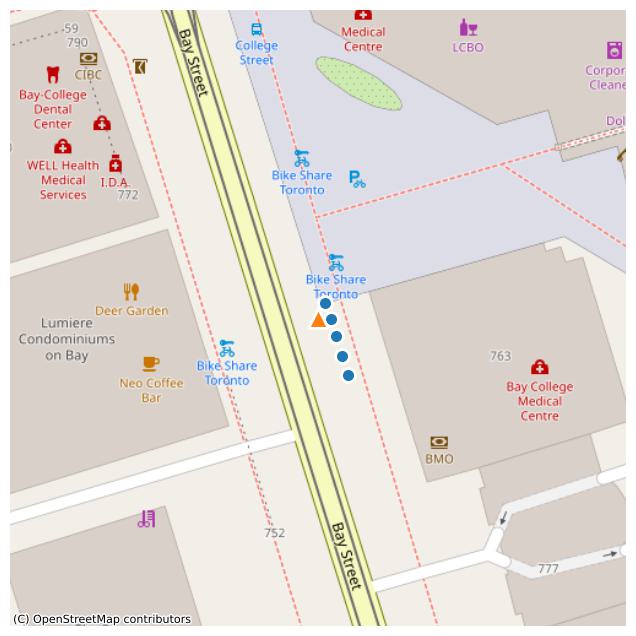 59
790
CIBC
Bay-College
Dental
Center
WELL Health
Medical
Services
I.D.A.
772
Bay Street
College
Street
Medical
Centre
LCBO
Corpor
Cleane
Dol
Bike Share
Toronto
P
Bike Share
Toronto
Deer Garden
Lumiere
Condominiums
on Bay
Neo Coffee
Bar
Bike Share
Toronto
763
Bay College
Medical
Centre
BMO
752
Bay Street
777
(C) OpenStreetMap contributors